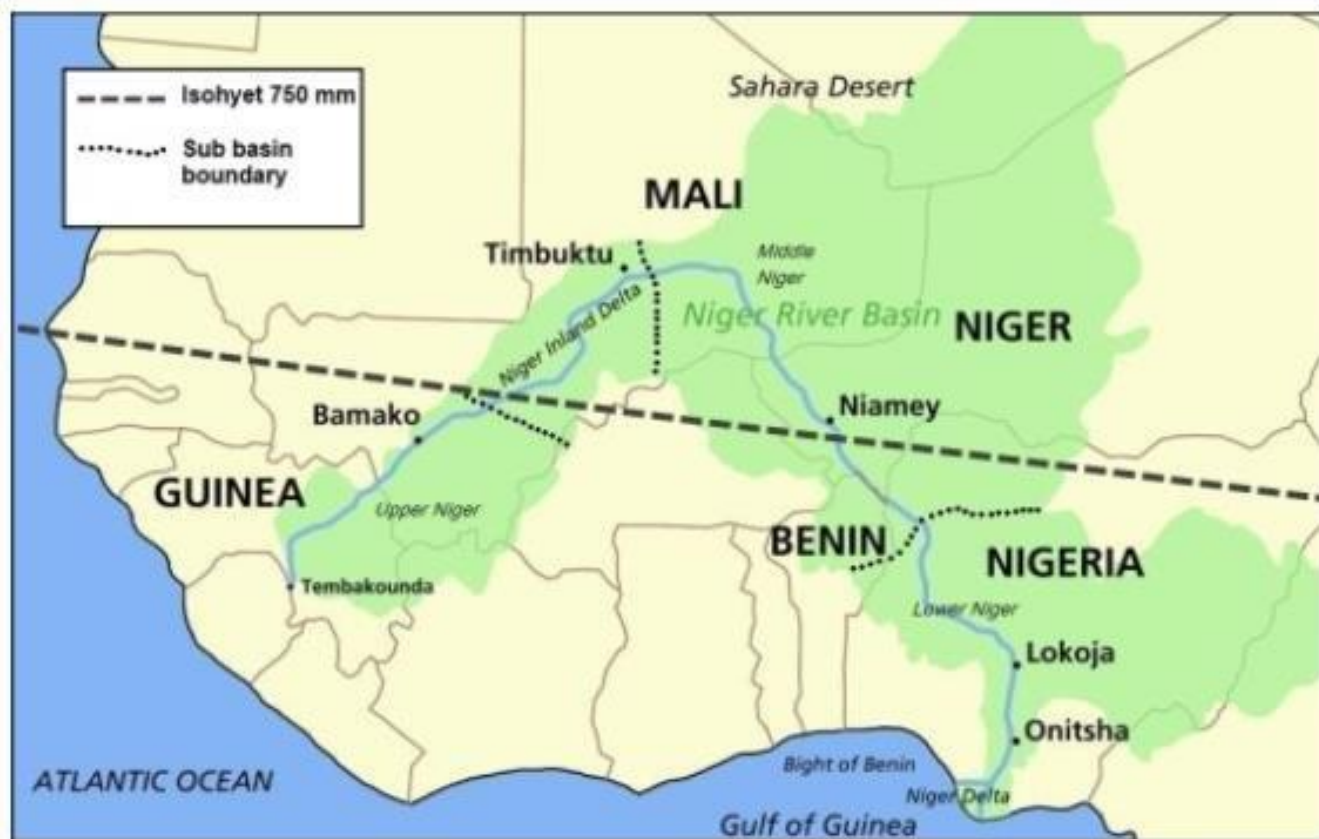 Isohyet 750 mm
Sub basin
boundary
Sahara Desert
MALI
Timbuktu
Middle
Niger
Niger Inland Delta
Niger River Basin
NIGER
Bamako
Niamey
GUINEA
Upper Niger
BENIN
NIGERIA
Tembakounda
Lower Niger
Lokoja
Onitsha
Bight of Benin
ATLANTIC OCEAN
Niger Delta
Gulf of Guinea